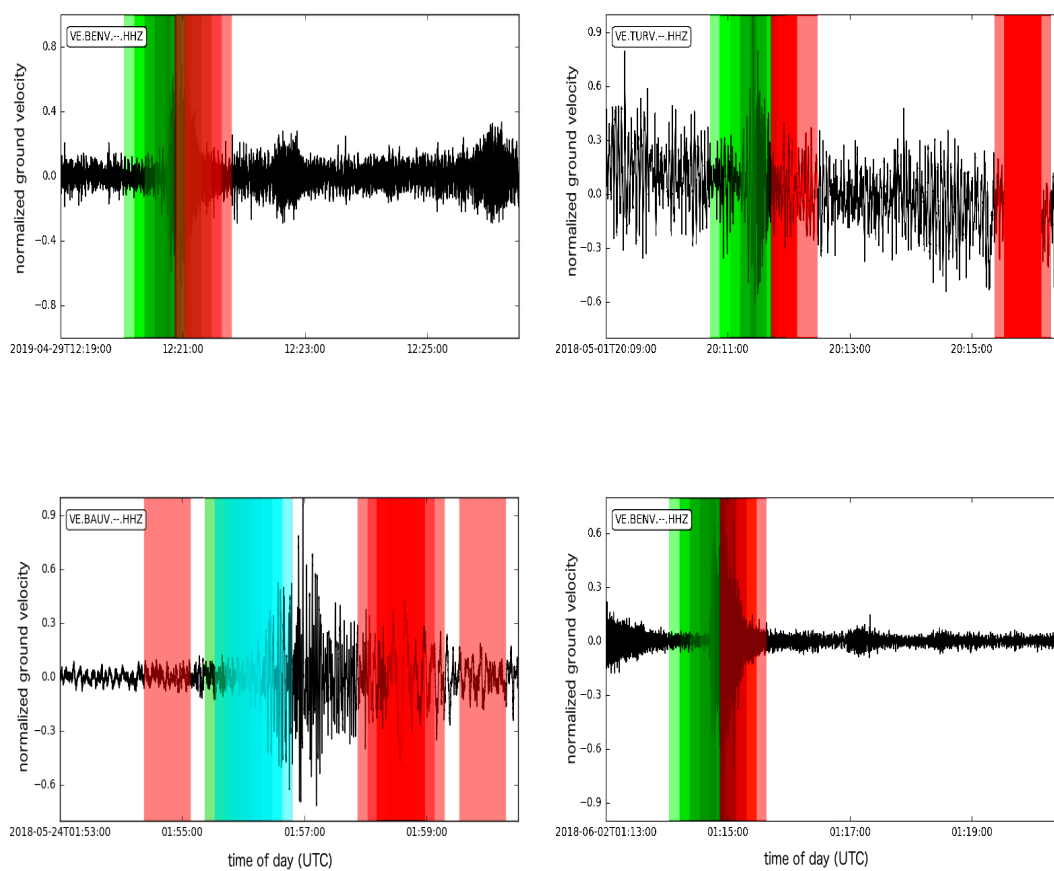 0.8
VE.BENV.--.HHZ
0.4
0.0
−0.4
−0.8
normalized ground velocity
2019-04-29T12:19:00 12:21:00 12:23:00 12:25:00
0.9
VE.TURV.--.HHZ
0.6
0.3
0.0
−0.3
−0.6
normalized ground velocity
2018-05-01T20:09:00 20:11:00 20:13:00 20:15:00
0.9
VE.BAUV.--.HHZ
0.6
0.3
0.0
−0.3
−0.6
normalized ground velocity
2018-05-24T01:53:00 01:55:00 01:57:00 01:59:00
time of day (UTC)
0.6
VE.BENV.--.HHZ
0.3
0.0
−0.3
−0.6
−0.9
normalized ground velocity
2018-06-02T01:13:00 01:15:00 01:17:00 01:19:00
time of day (UTC)